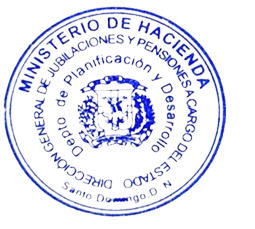 MINISTERIO DE HACIENDA
DIRECCION GENERAL DE JUBILACIONES Y PENSIONES A CARGO DEL ESTADO
Depto de Planificación y Desarrollo
Santo Domingo D N